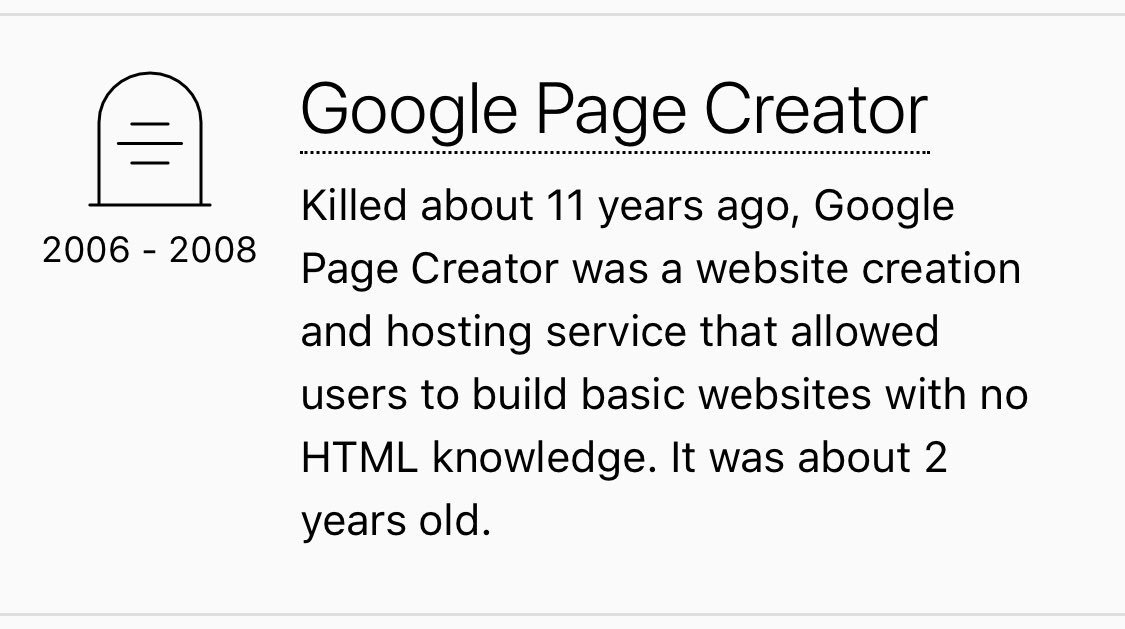 Google Page Creator
2006 - 2008
Killed about 11 years ago, Google
Page Creator was a website creation
and hosting service that allowed
users to build basic websites with no
HTML knowledge. It was about 2
years old.